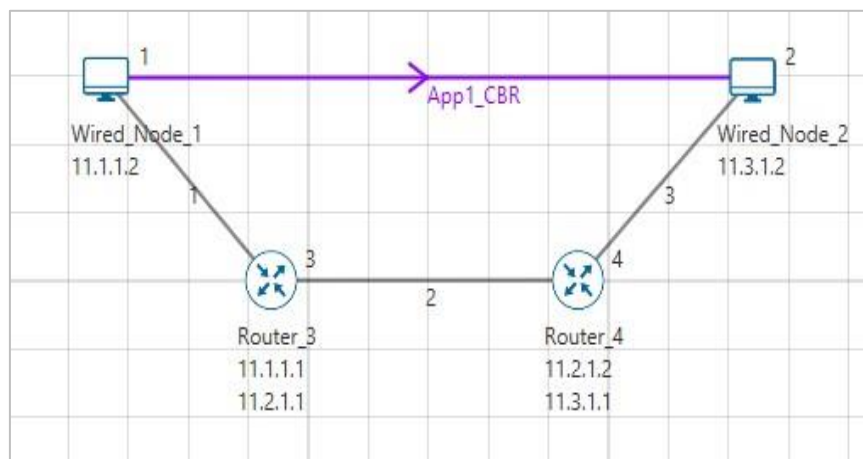 1
2
App1_CBR
Wired_Node_1
11.1.1.2
Wired_Node_2
11.3.1.2
1
3
3
4
2
Router_3
11.1.1.1
11.2.1.1
Router_4
11.2.1.2
11.3.1.1